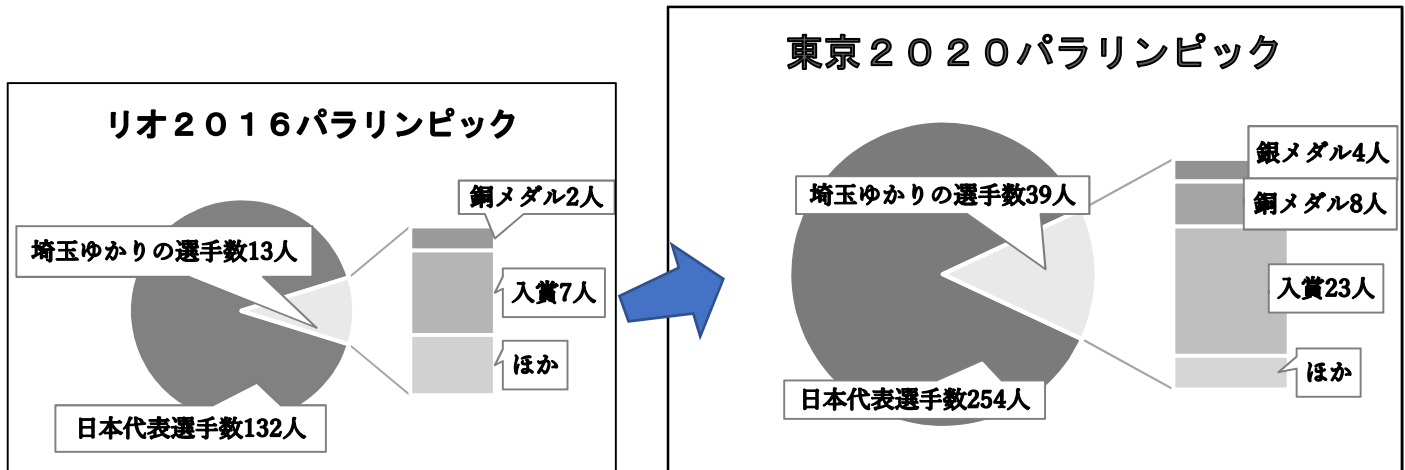 リオ２０１６パラリンピック
銅メダル2人
埼玉ゆかりの選手数13人
入賞7人
ほか
日本代表選手数132人
東京２０２０パラリンピック
銀メダル4人
埼玉ゆかりの選手数39人
銅メダル8人
入賞23人
ほか
日本代表選手数254人